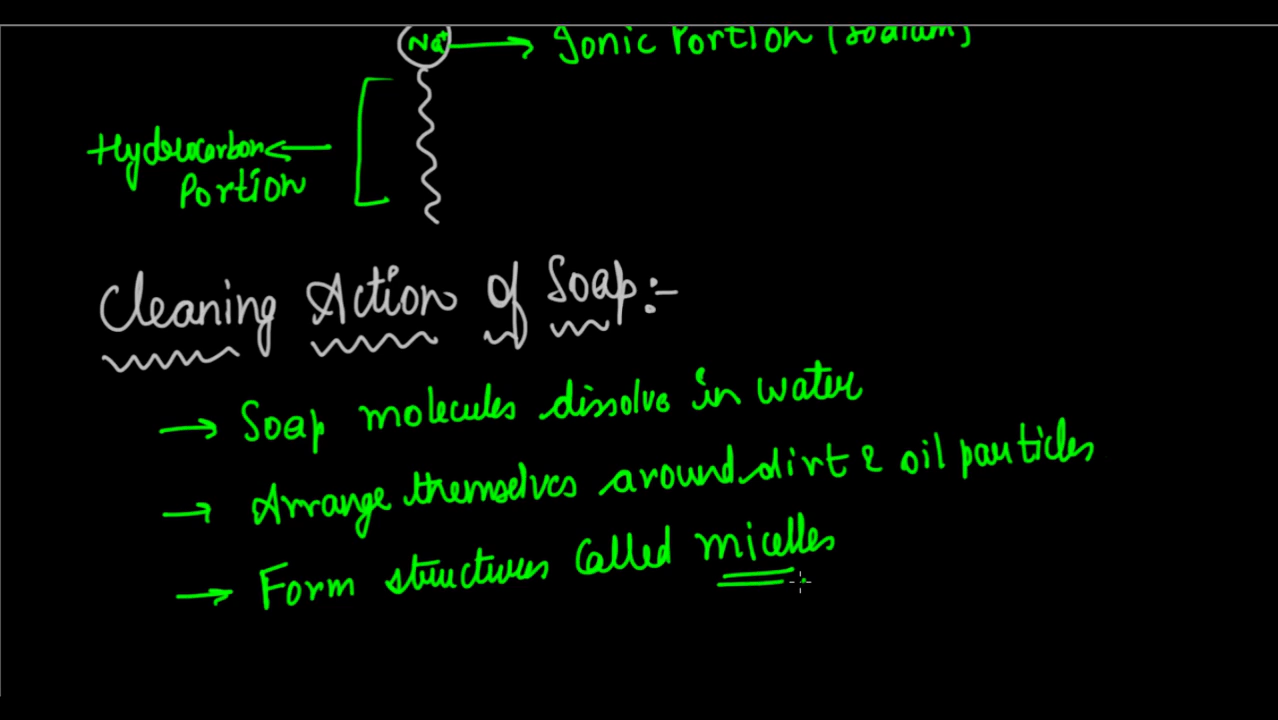 Na⁺ → Ionic Portion (Sodium)
Hydrocarbon ←
Portion
Cleaning Action of Soap:-
→ Soap molecules dissolve in water
→ Arrange themselves around dirt & oil particles
→ Form structures called micelles